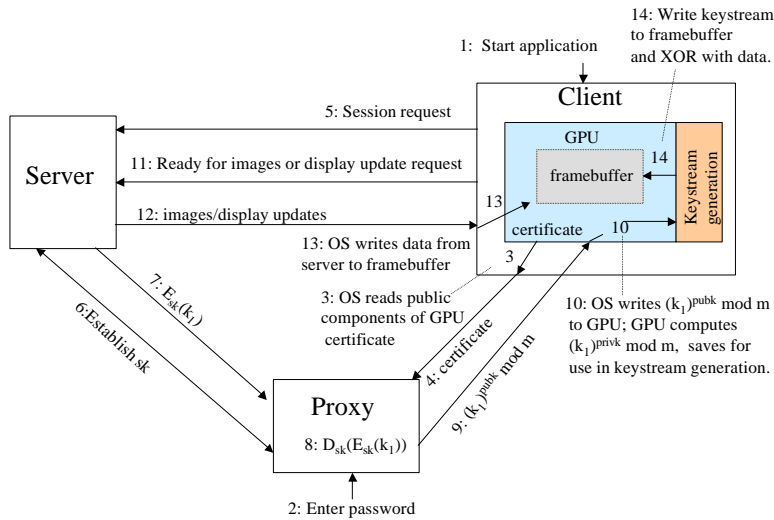 14: Write keystream
to framebuffer
and XOR with data.
1: Start application
Client
5: Session request
GPU
Server
11: Ready for images or display update request
framebuffer
14
Keystream
generation
13
12: images/display updates
certificate
10
13: OS writes data from
server to framebuffer
3
3: OS reads public
components of GPU
certificate
10: OS writes (k₁)^pubk mod m
to GPU; GPU computes
(k₁)^privk mod m, saves for
use in keystream generation.
7: E_sk(k₁)
6:Establish sk
4: certificate
9: (k₁)^pubk mod m
Proxy
8: D_sk(E_sk(k₁))
2: Enter password